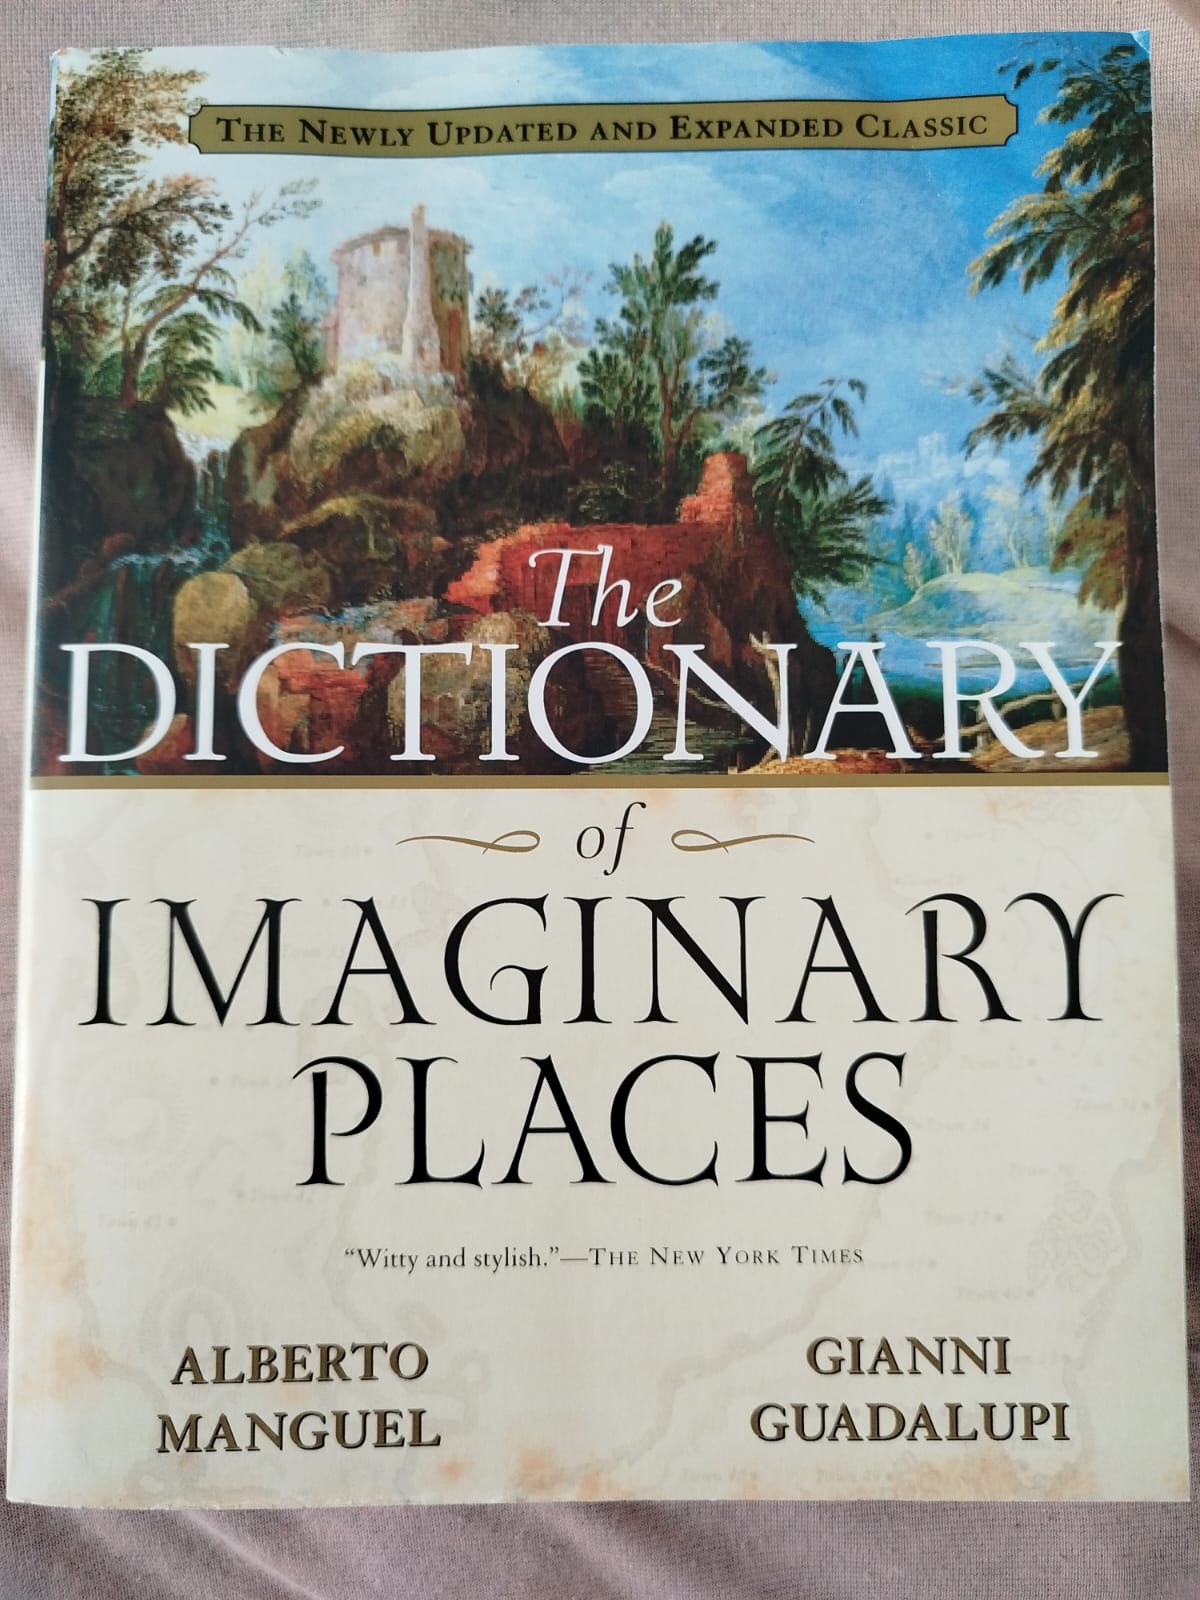 THE NEWLY UPDATED AND EXPANDED CLASSIC
The
DICTIONARY
of
IMAGINARY
PLACES
“Witty and stylish.”—THE NEW YORK TIMES
ALBERTO
MANGUEL
GIANNI
GUADALUPI